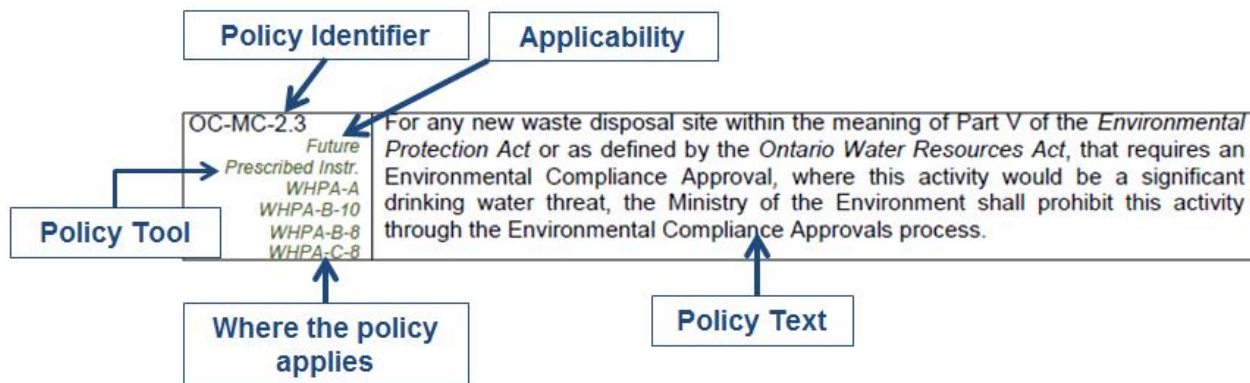 Policy Identifier
Applicability
OC-MC-2.3
Future
Prescribed Instr.
WHPA-A
WHPA-B-10
WHPA-B-8
WHPA-C-8
For any new waste disposal site within the meaning of Part V of the Environmental
Protection Act or as defined by the Ontario Water Resources Act, that requires an
Environmental Compliance Approval, where this activity would be a significant
drinking water threat, the Ministry of the Environment shall prohibit this activity
through the Environmental Compliance Approvals process.
Policy Tool
Where the policy
applies
Policy Text